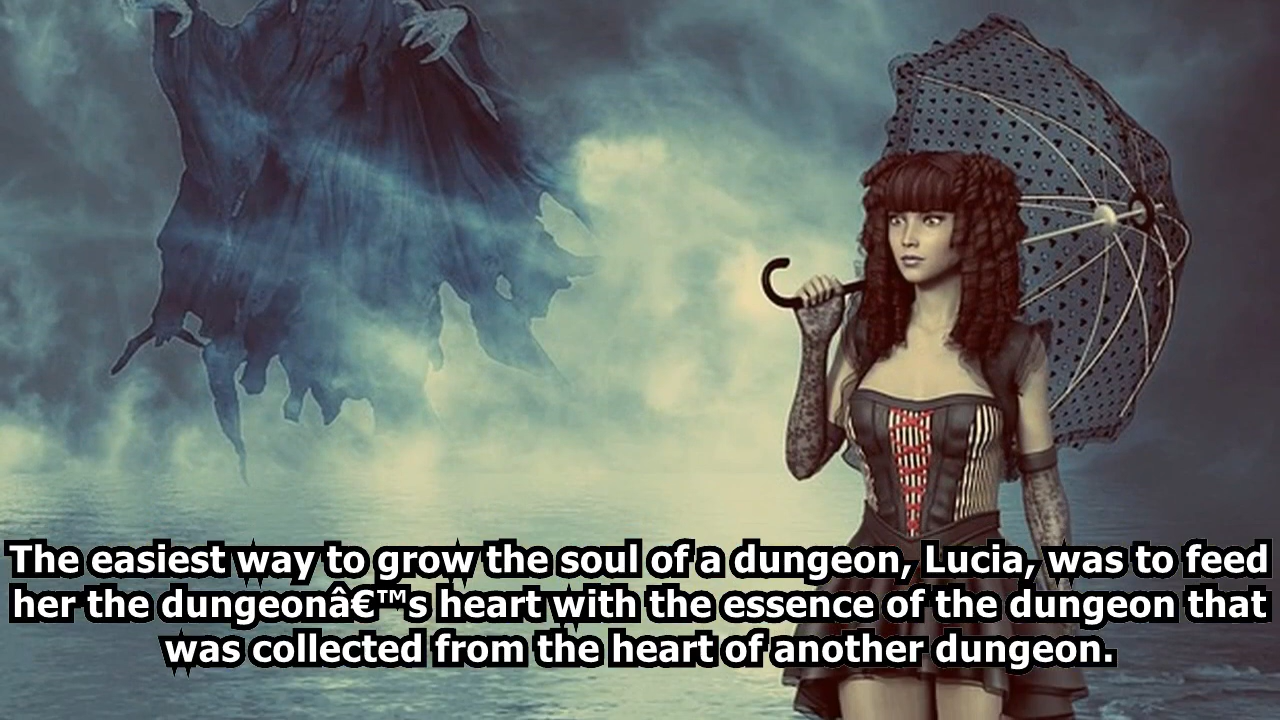 The easiest way to grow the soul of a dungeon, Lucia, was to feed
her the dungeonâ€™s heart with the essence of the dungeon that
was collected from the heart of another dungeon.